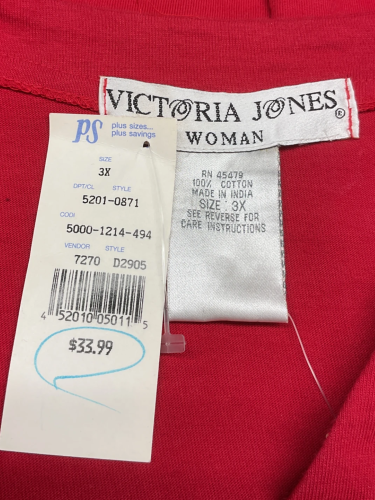 VICTORIA JONES®
WOMAN
RN 45479
100% COTTON
MADE IN INDIA
SIZE : 3X
SEE REVERSE FOR
CARE INSTRUCTIONS
PS plus sizes...
plus savings
SIZE
3X
DPT/CL STYLE
5201-0871
CODI
5000-1214-494
VENDOR STYLE
7270 D2905
4 52010 05011 5
$33.99